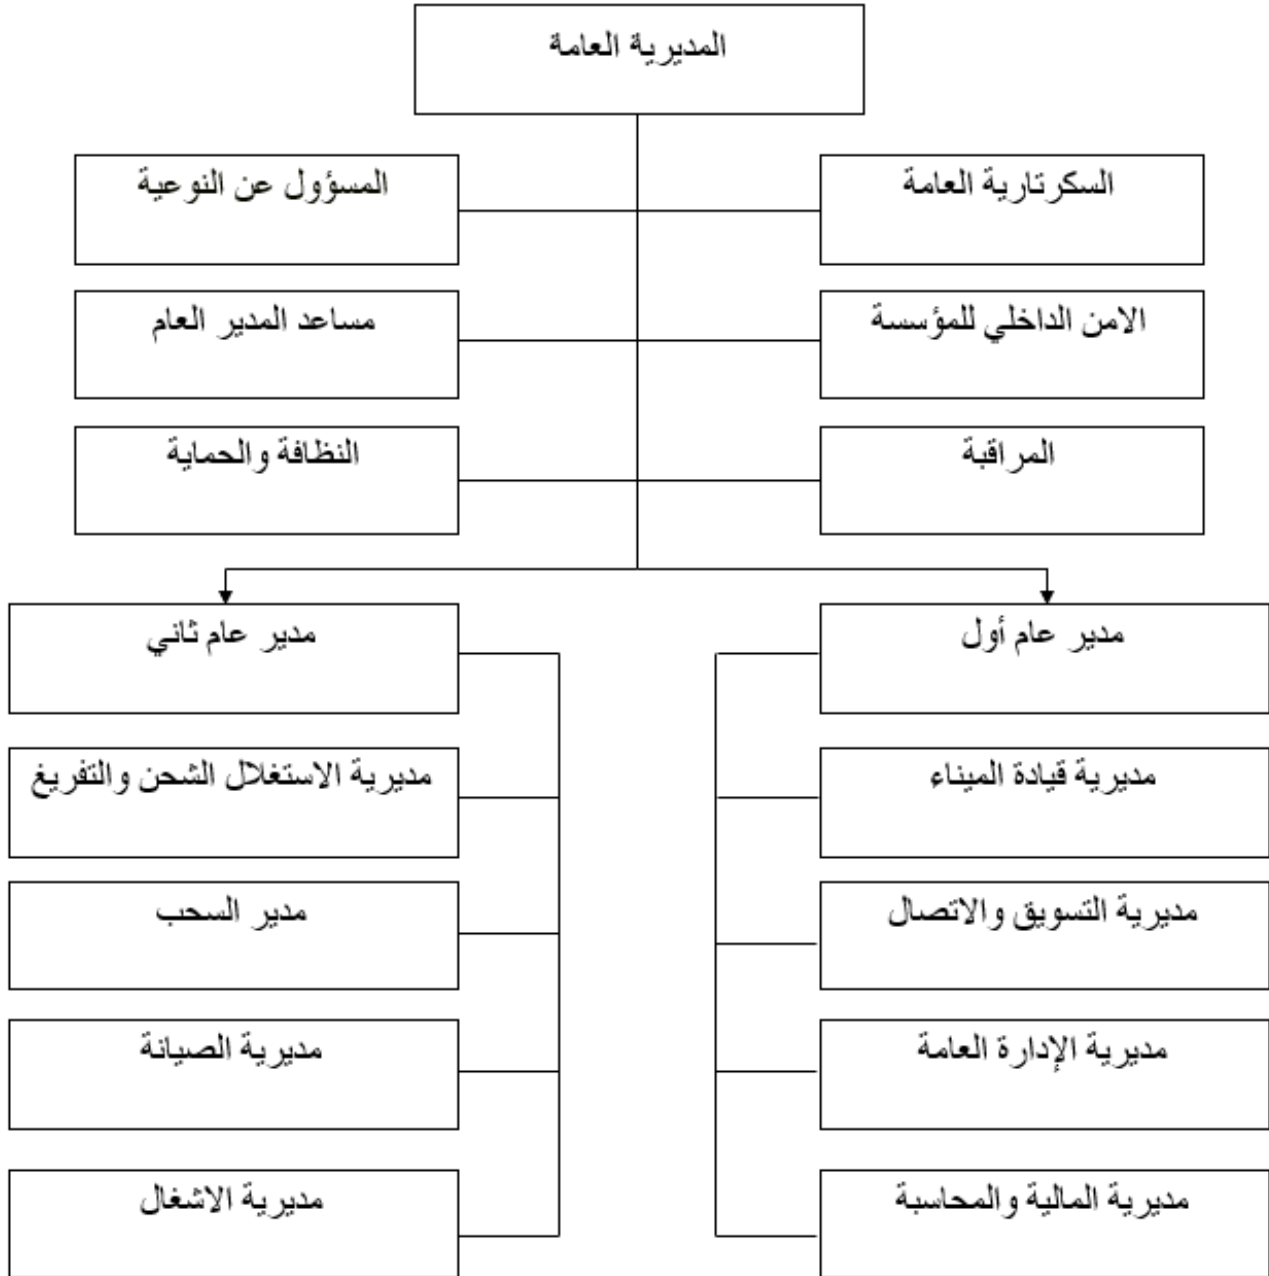 المديرية العامة
السكرتارية العامة
المسؤول عن النوعية
الامن الداخلي للمؤسسة
مساعد المدير العام
المراقبة
النظافة والحماية
مدير عام أول
مدير عام ثاني
مديرية قيادة الميناء
مديرية الاستغلال الشحن والتفريغ
مديرية التسويق والاتصال
مدير السحب
مديرية الإدارة العامة
مديرية الصيانة
مديرية المالية والمحاسبة
مديرية الاشغال